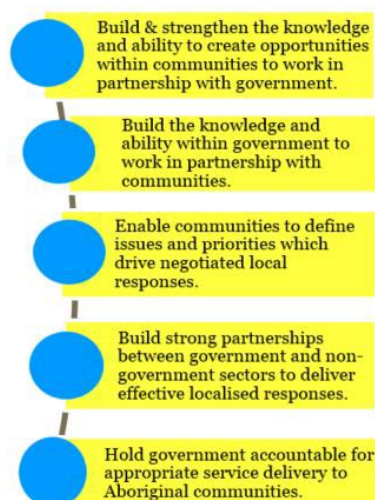 Build & strengthen the knowledge
and ability to create opportunities
within communities to work in
partnership with government.
Build the knowledge and
ability within government to
work in partnership with
communities.
Enable communities to define
issues and priorities which
drive negotiated local
responses.
Build strong partnerships
between government and non-
government sectors to deliver
effective localised responses.
Hold government accountable for
appropriate service delivery to
Aboriginal communities.